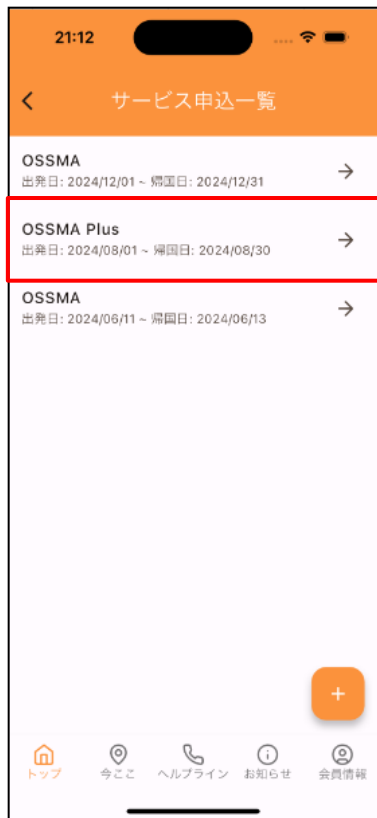 21:12
サービス申込一覧
OSSMA
出発日: 2024/12/01 ~ 帰国日: 2024/12/31
OSSMA Plus
出発日: 2024/08/01 ~ 帰国日: 2024/08/30
OSSMA
出発日: 2024/06/11 ~ 帰国日: 2024/06/13
トップ 今ここ ヘルプライン お知らせ 会員情報